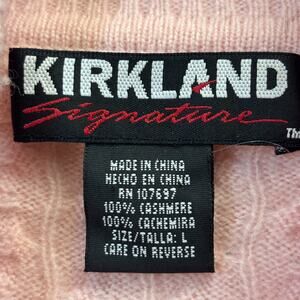 KIRKLAND
Signature
TM
MADE IN CHINA
HECHO EN CHINA
RN 107697
100% CASHMERE
100% CACHEMIRA
SIZE/TALLA: L
CARE ON REVERSE